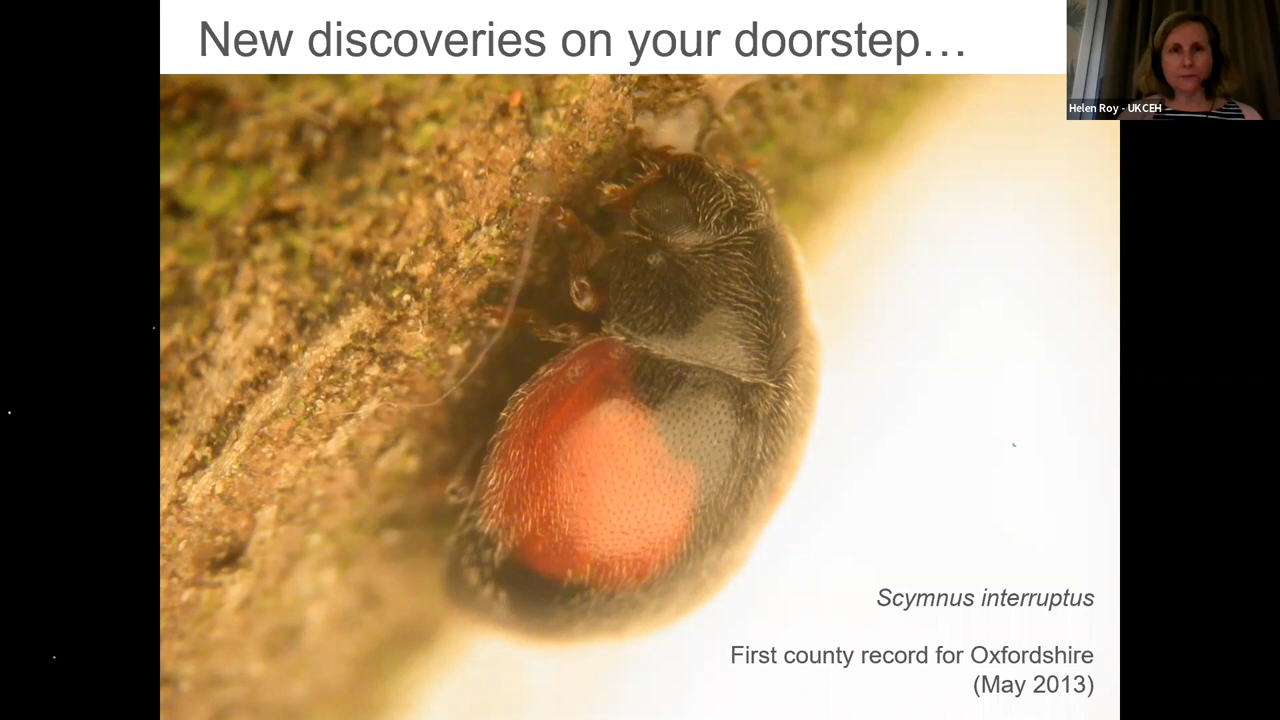 New discoveries on your doorstep…
Helen Roy - UKCEH
Scymnus interruptus
First county record for Oxfordshire
(May 2013)